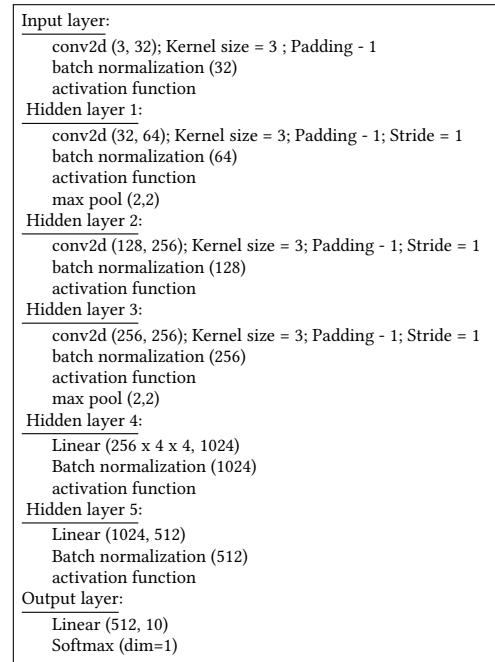 Input layer:
conv2d (3, 32); Kernel size = 3 ; Padding - 1
batch normalization (32)
activation function
Hidden layer 1:
conv2d (32, 64); Kernel size = 3; Padding - 1; Stride = 1
batch normalization (64)
activation function
max pool (2,2)
Hidden layer 2:
conv2d (128, 256); Kernel size = 3; Padding - 1; Stride = 1
batch normalization (128)
activation function
Hidden layer 3:
conv2d (256, 256); Kernel size = 3; Padding - 1; Stride = 1
batch normalization (256)
activation function
max pool (2,2)
Hidden layer 4:
Linear (256 x 4 x 4, 1024)
Batch normalization (1024)
activation function
Hidden layer 5:
Linear (1024, 512)
Batch normalization (512)
activation function
Output layer:
Linear (512, 10)
Softmax (dim=1)